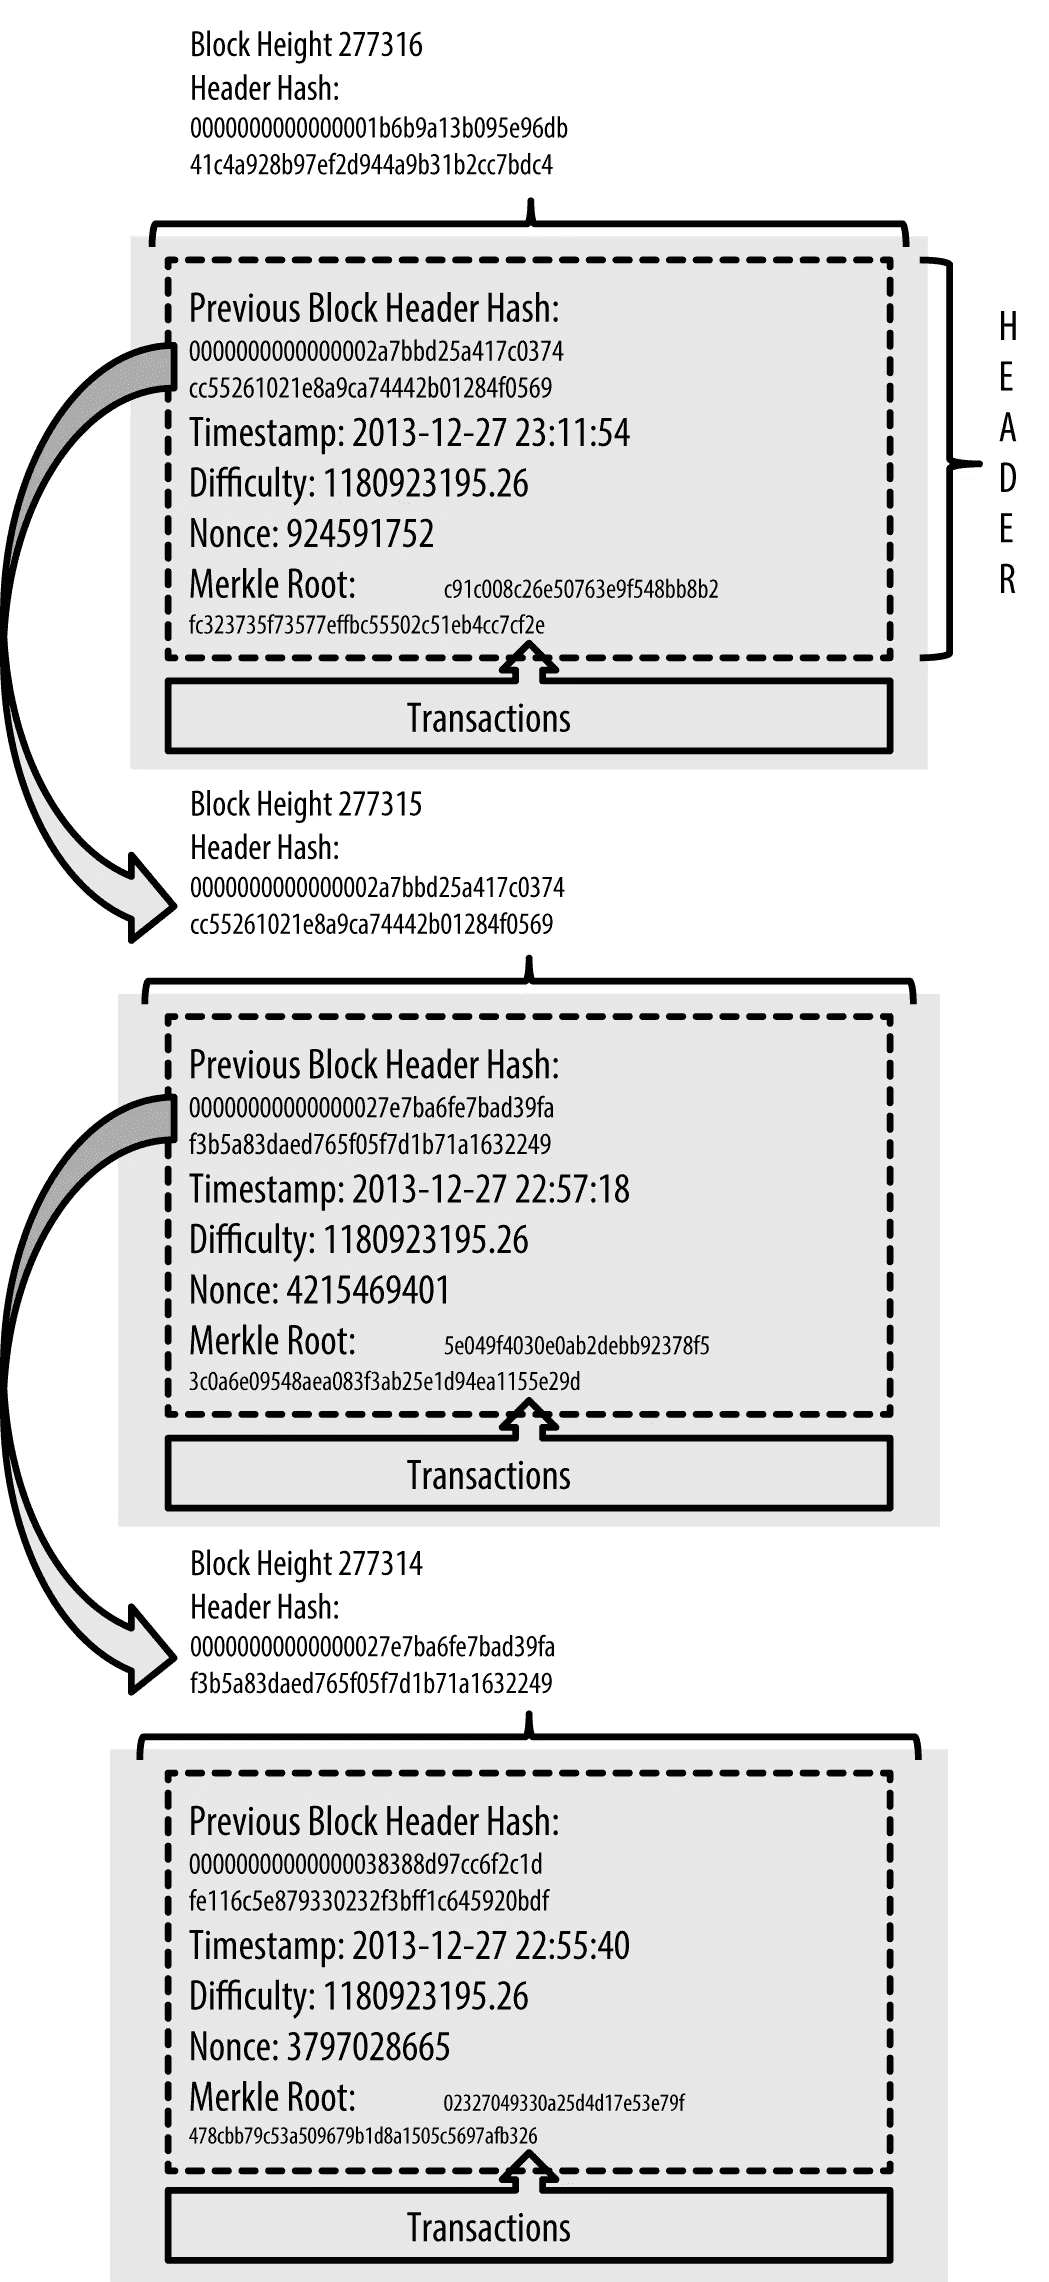 Block Height 277316
Header Hash:
0000000000000001b6b9a13b095e96db
41c4a928b97ef2d944a9b31b2cc7bdc4
Previous Block Header Hash:
0000000000000002a7bbd25a417c0374
cc55261021e8a9ca74442b01284f0569
Timestamp: 2013-12-27 23:11:54
Difficulty: 1180923195.26
Nonce: 924591752
Merkle Root: c91c008c26e50763e9f548bb8b2
fc323735f73577effbc55502c51eb4cc7cf2e
Transactions
HEADER
Block Height 277315
Header Hash:
0000000000000002a7bbd25a417c0374
cc55261021e8a9ca74442b01284f0569
Previous Block Header Hash:
00000000000000027e7ba6fe7bad39fa
f3b5a83daed765f05f7d1b71a1632249
Timestamp: 2013-12-27 22:57:18
Difficulty: 1180923195.26
Nonce: 4215469401
Merkle Root: 5e049f4030e0ab2debb92378f5
3c0a6e09548aea083f3ab25e1d94ea1155e29d
Transactions
Block Height 277314
Header Hash:
00000000000000027e7ba6fe7bad39fa
f3b5a83daed765f05f7d1b71a1632249
Previous Block Header Hash:
00000000000000038388d97cc6f2c1d
fe116c5e879330232f3bff1c645920bdf
Timestamp: 2013-12-27 22:55:40
Difficulty: 1180923195.26
Nonce: 3797028665
Merkle Root: 02327049330a25d4d17e53e79f
478cbb79c53a509679b1d8a1505c5697afb326
Transactions